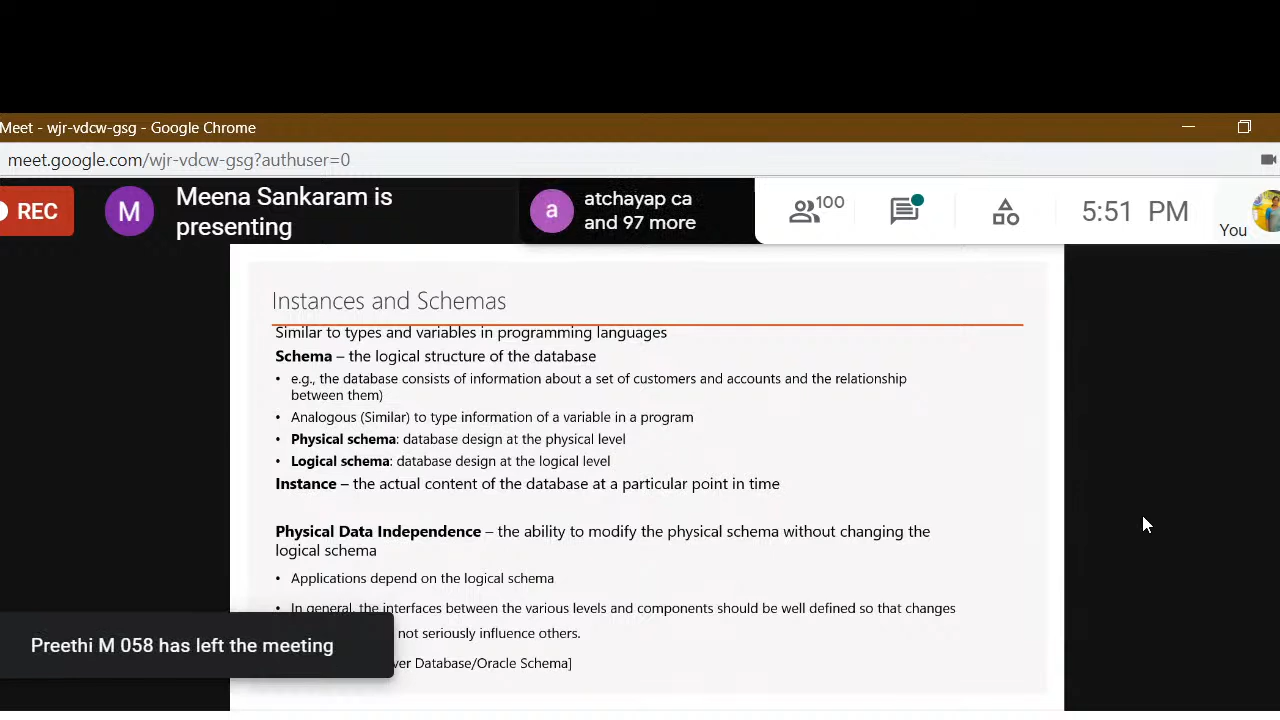 Meet - wjr-vdcw-gsg - Google Chrome
meet.google.com/wjr-vdcw-gsg?authuser=0
REC
M
Meena Sankaram is
presenting
a
atchayap ca
and 97 more
100
5:51 PM
You
Instances and Schemas
Similar to types and variables in programming languages
Schema – the logical structure of the database
• e.g., the database consists of information about a set of customers and accounts and the relationship
between them)
• Analogous (Similar) to type information of a variable in a program
• Physical schema: database design at the physical level
• Logical schema: database design at the logical level
Instance – the actual content of the database at a particular point in time
Physical Data Independence – the ability to modify the physical schema without changing the
logical schema
• Applications depend on the logical schema
• In general, the interfaces between the various levels and components should be well defined so that changes
not seriously influence others.
Preethi M 058 has left the meeting
ver Database/Oracle Schema]